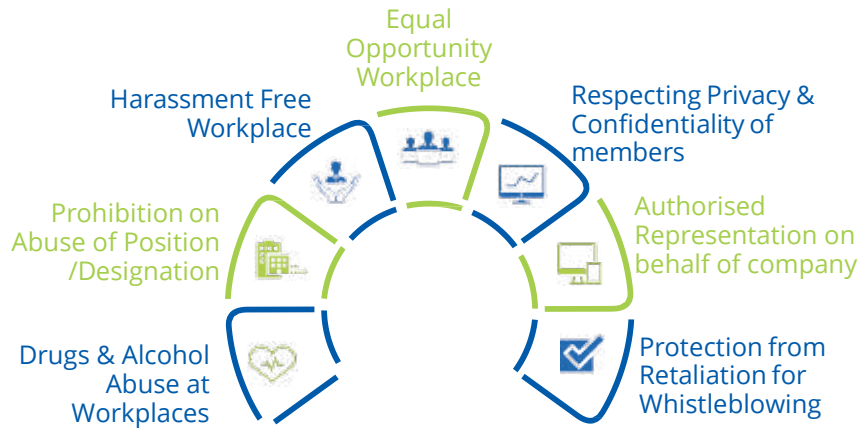 Equal
Opportunity
Workplace
Harassment Free
Workplace
Respecting Privacy &
Confidentiality of
members
Prohibition on
Abuse of Position
/Designation
Authorised
Representation on
behalf of company
Drugs & Alcohol
Abuse at
Workplaces
Protection from
Retaliation for
Whistleblowing